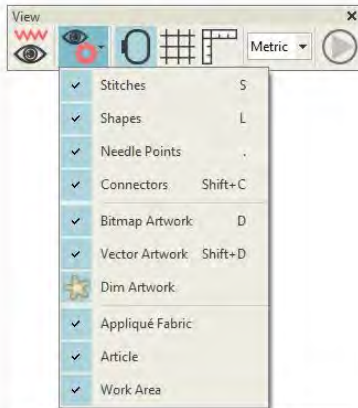 View
Metric
Stitches S
Shapes L
Needle Points .
Connectors Shift+C
Bitmap Artwork D
Vector Artwork Shift+D
Dim Artwork
Appliqué Fabric
Article
Work Area